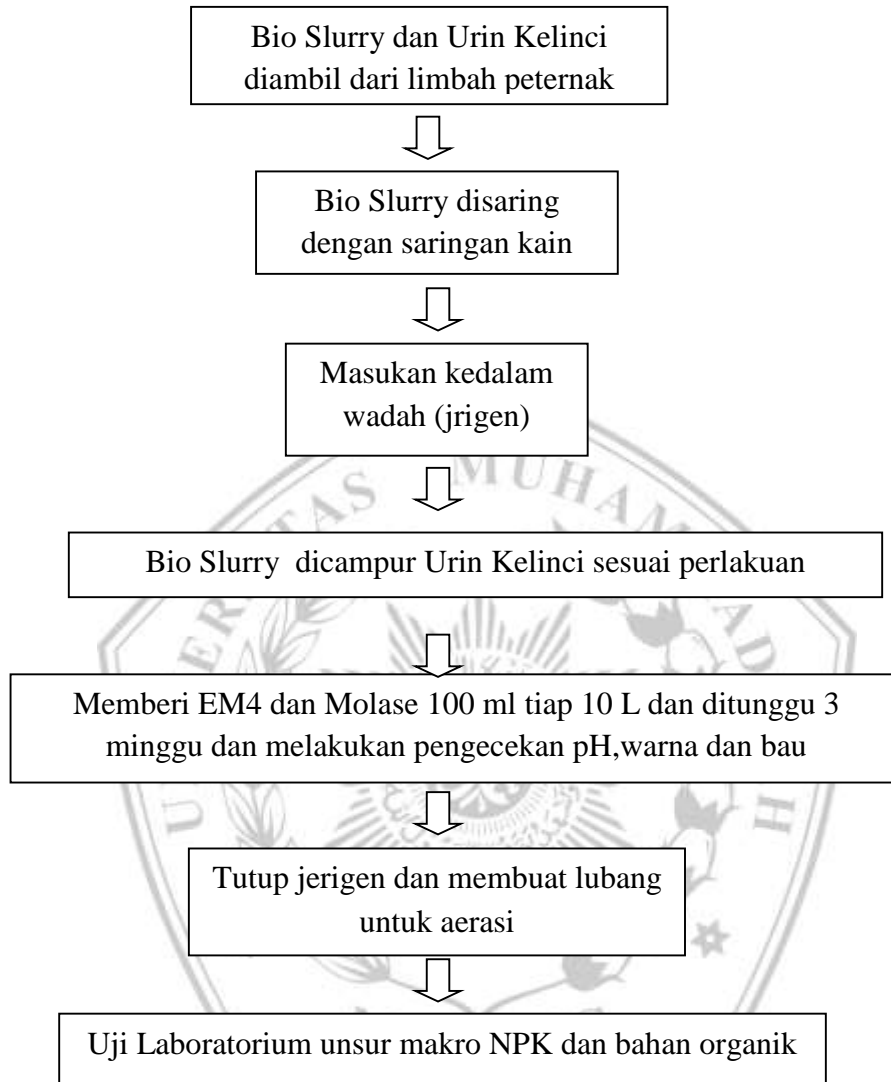 Bio Slurry dan Urin Kelinci
diambil dari limbah peternak
Bio Slurry disaring
dengan saringan kain
Masukan kedalam
wadah (jrigen)
Bio Slurry dicampur Urin Kelinci sesuai perlakuan
Memberi EM4 dan Molase 100 ml tiap 10 L dan ditunggu 3
minggu dan melakukan pengecekan pH,warna dan bau
Tutup jerigen dan membuat lubang
untuk aerasi
Uji Laboratorium unsur makro NPK dan bahan organik
MUHAM